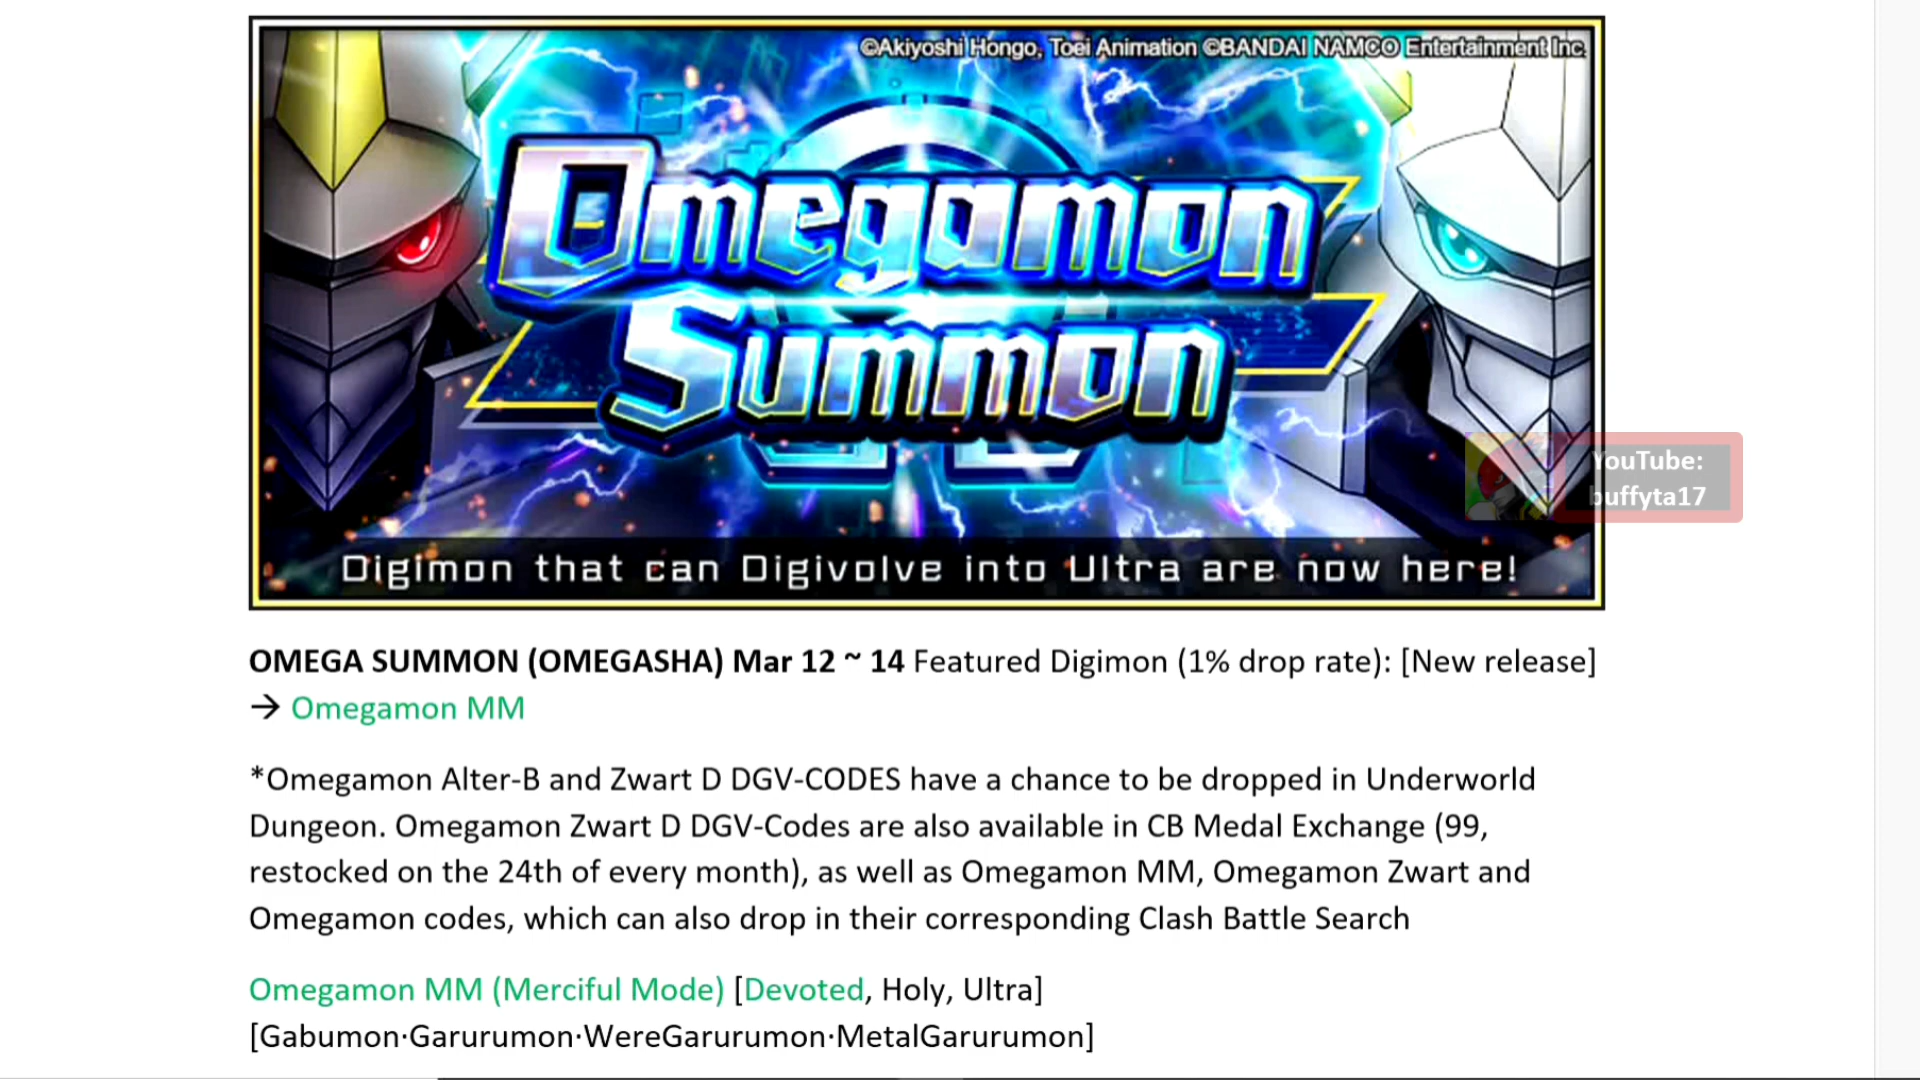 ©Akiyoshi Hongo, Toei Animation ©BANDAI NAMCO Entertainment Inc.
Omegamon
Summon
YouTube:
buffyta17
Digimon that can Digivolve into Ultra are now here!
OMEGA SUMMON (OMEGASHA) Mar 12 ~ 14 Featured Digimon (1% drop rate): [New release]
→ Omegamon MM
*Omegamon Alter-B and Zwart D DGV-CODES have a chance to be dropped in Underworld
Dungeon. Omegamon Zwart D DGV-Codes are also available in CB Medal Exchange (99,
restocked on the 24th of every month), as well as Omegamon MM, Omegamon Zwart and
Omegamon codes, which can also drop in their corresponding Clash Battle Search
Omegamon MM (Merciful Mode) [Devoted, Holy, Ultra]
[Gabumon·Garurumon·WereGarurumon·MetalGarurumon]